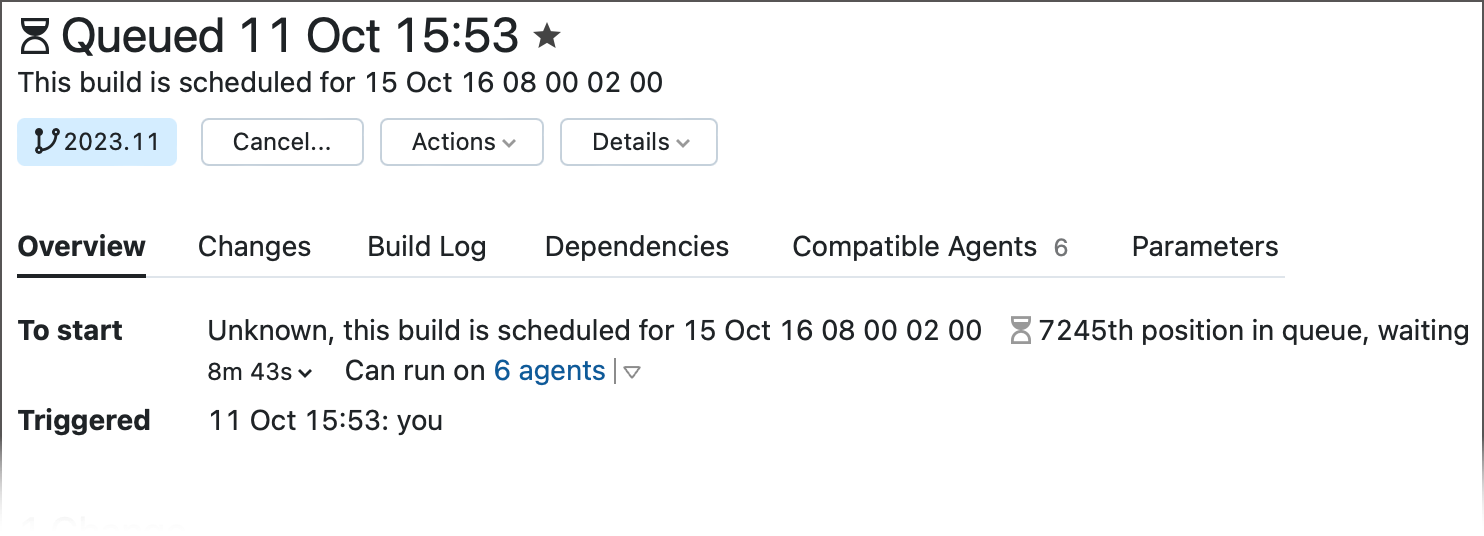 Queued 11 Oct 15:53
This build is scheduled for 15 Oct 16 08 00 02 00
2023.11 Cancel... Actions Details
Overview Changes Build Log Dependencies Compatible Agents 6 Parameters
To start Unknown, this build is scheduled for 15 Oct 16 08 00 02 00 7245th position in queue, waiting
8m 43s Can run on 6 agents
Triggered 11 Oct 15:53: you